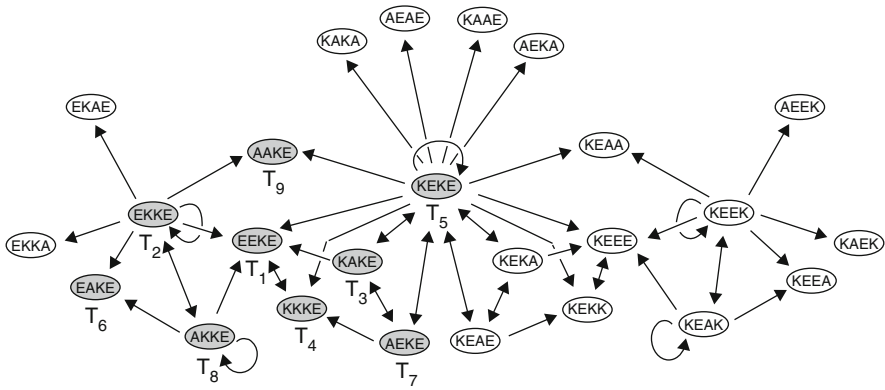 AEAE
KAAE
KAKA
AEKA
EKAE
AEEK
AAKE
T9
KEAA
KEKE
T5
EKKE
T2
KEEK
EKKA
EEKE
T1
KAKE
T3
KEKA
KEEE
KAEK
EAKE
T6
KKKE
T4
KEKK
KEEA
AKKE
T8
AEKE
T7
KEAE
KEAK